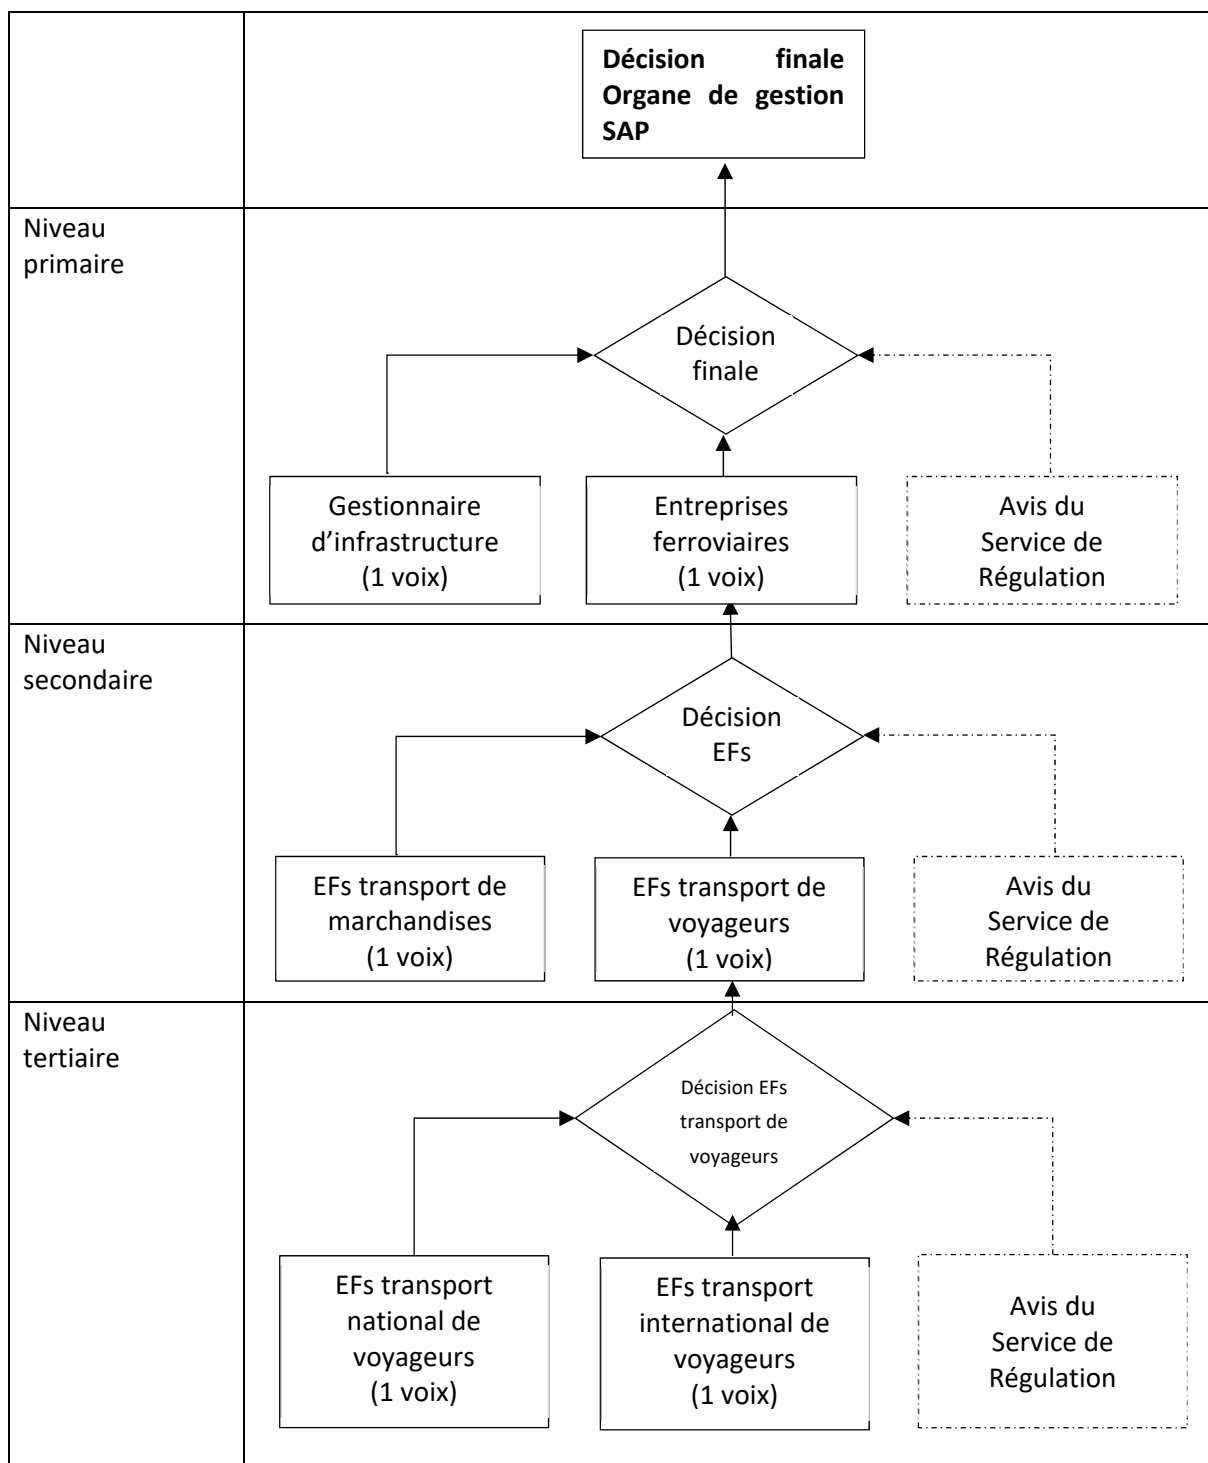 Décision finale
Organe de gestion
SAP
Niveau
primaire
Décision
finale
Gestionnaire
d’infrastructure
(1 voix)
Entreprises
ferroviaires
(1 voix)
Avis du
Service de
Régulation
Niveau
secondaire
Décision
EFs
EFs transport de
marchandises
(1 voix)
EFs transport de
voyageurs
(1 voix)
Avis du
Service de
Régulation
Niveau
tertiaire
Décision EFs
transport de
voyageurs
EFs transport
national de
voyageurs
(1 voix)
EFs transport
international de
voyageurs
(1 voix)
Avis du
Service de
Régulation